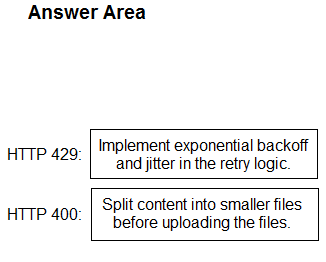 Answer Area
HTTP 429:
Implement exponential backoff
and jitter in the retry logic.
HTTP 400:
Split content into smaller files
before uploading the files.